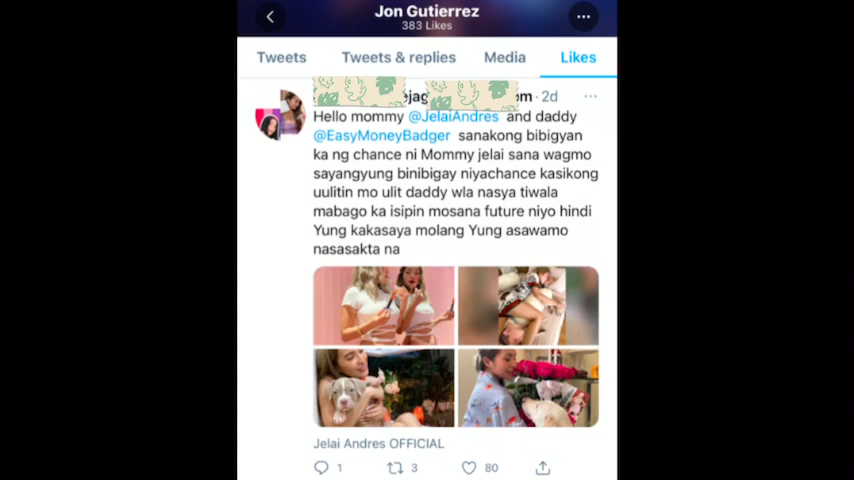 Jon Gutierrez
383 Likes
Tweets Tweets & replies Media Likes
2d
Hello mommy @JelaiAndres and daddy
@EasyMoneyBadger sanakong bibigyan
ka ng chance ni Mommy jelai sana wagmo
sayangyung binibigay niyachance kasikong
uulitin mo ulit daddy wla nasya tiwala
mabago ka isipin mosana future niyo hindi
Yung kakasaya molang Yung asawamo
nasasakta na
Jelai Andres OFFICIAL
1 3 80